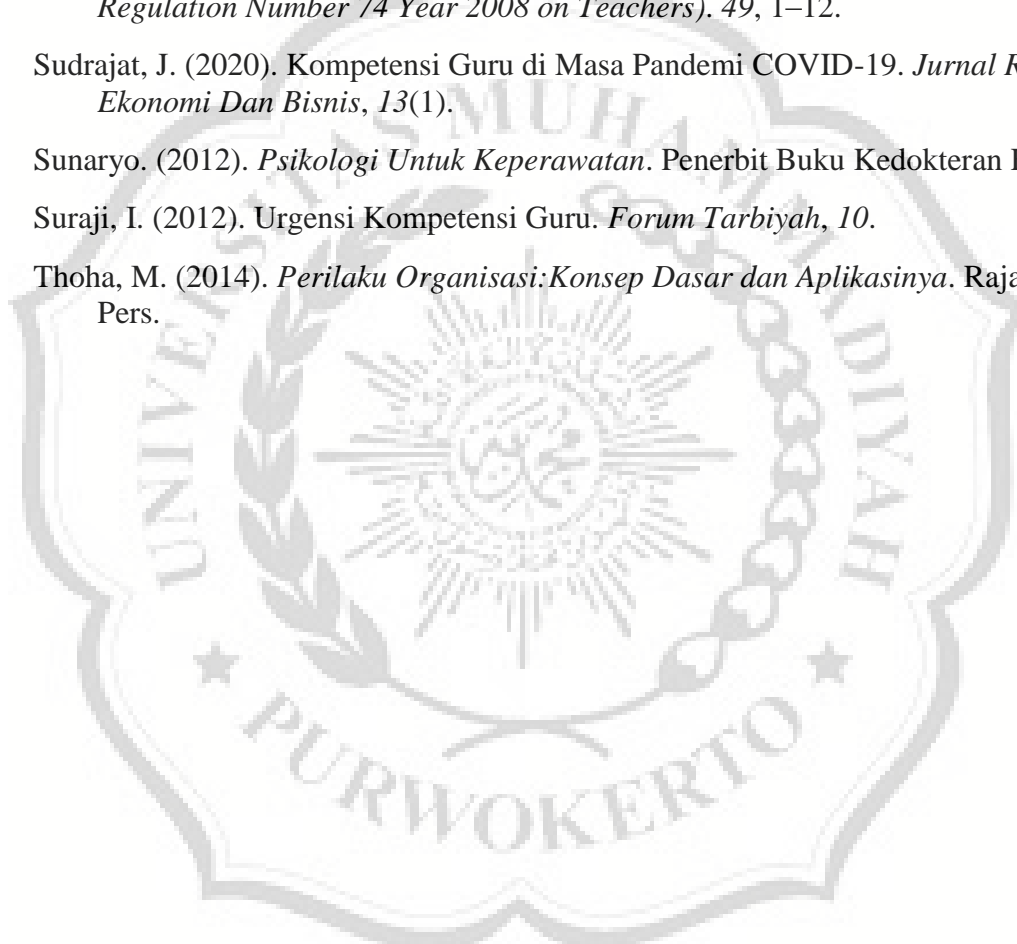 Regulation Number 74 Year 2008 on Teachers). 49, 1–12.
Sudrajat, J. (2020). Kompetensi Guru di Masa Pandemi COVID-19. Jurnal
Ekonomi Dan Bisnis, 13(1).
Sunaryo. (2012). Psikologi Untuk Keperawatan. Penerbit Buku Kedokteran
Suraji, I. (2012). Urgensi Kompetensi Guru. Forum Tarbiyah, 10.
Thoha, M. (2014). Perilaku Organisasi:Konsep Dasar dan Aplikasinya. Raja
Pers.
UNIVERSITAS MUHAMMADIYAH
PURWOKERTO